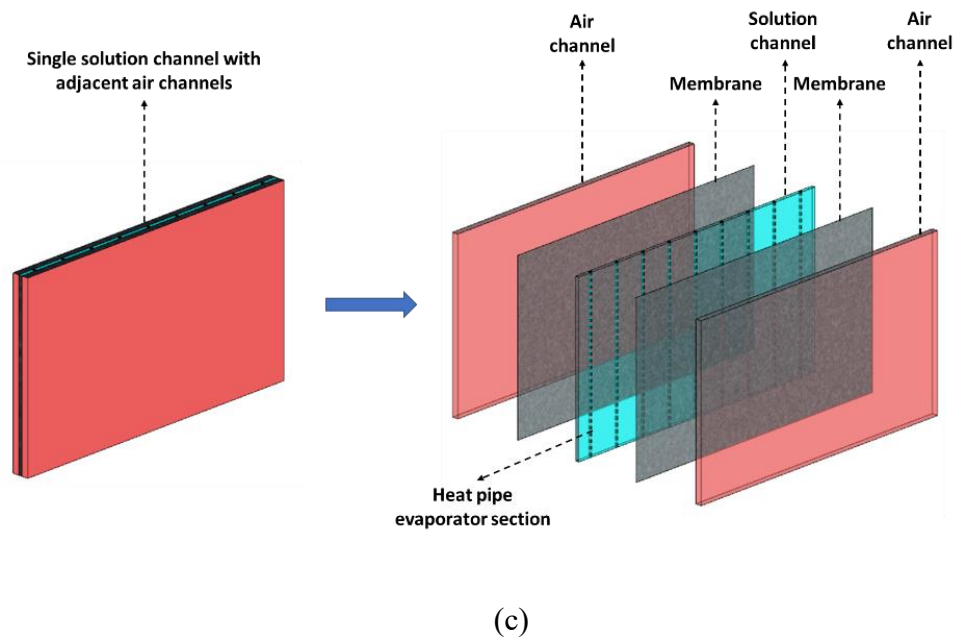 Single solution channel with
adjacent air channels
Air
channel
Solution
channel
Air
channel
Membrane
Membrane
Heat pipe
evaporator section
(c)